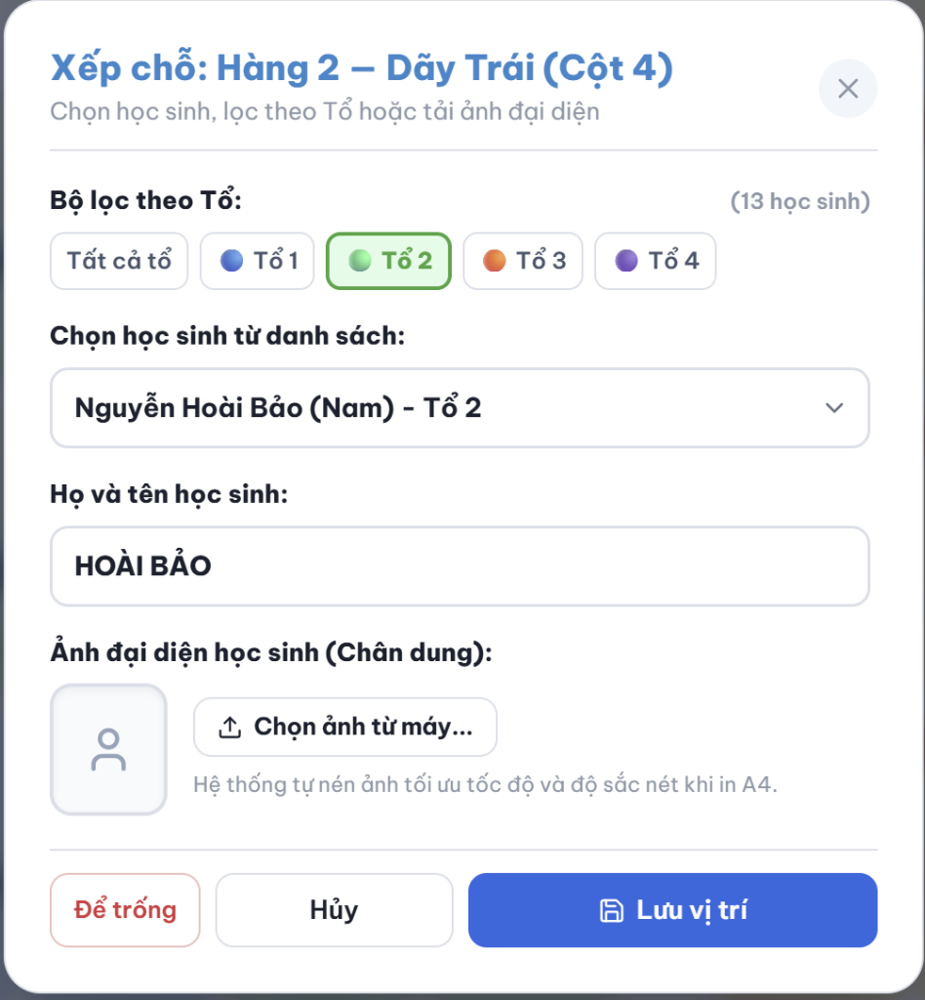 Xếp chỗ: Hàng 2 – Dãy Trái (Cột 4)
Chọn học sinh, lọc theo Tổ hoặc tải ảnh đại diện
Bộ lọc theo Tổ:
(13 học sinh)
Tất cả tổ
Tổ 1
Tổ 2
Tổ 3
Tổ 4
Chọn học sinh từ danh sách:
Nguyễn Hoài Bảo (Nam) - Tổ 2
Họ và tên học sinh:
HOÀI BẢO
Ảnh đại diện học sinh (Chân dung):
Chọn ảnh từ máy...
Hệ thống tự nén ảnh tối ưu tốc độ và độ sắc nét khi in A4.
Để trống
Hủy
Lưu vị trí